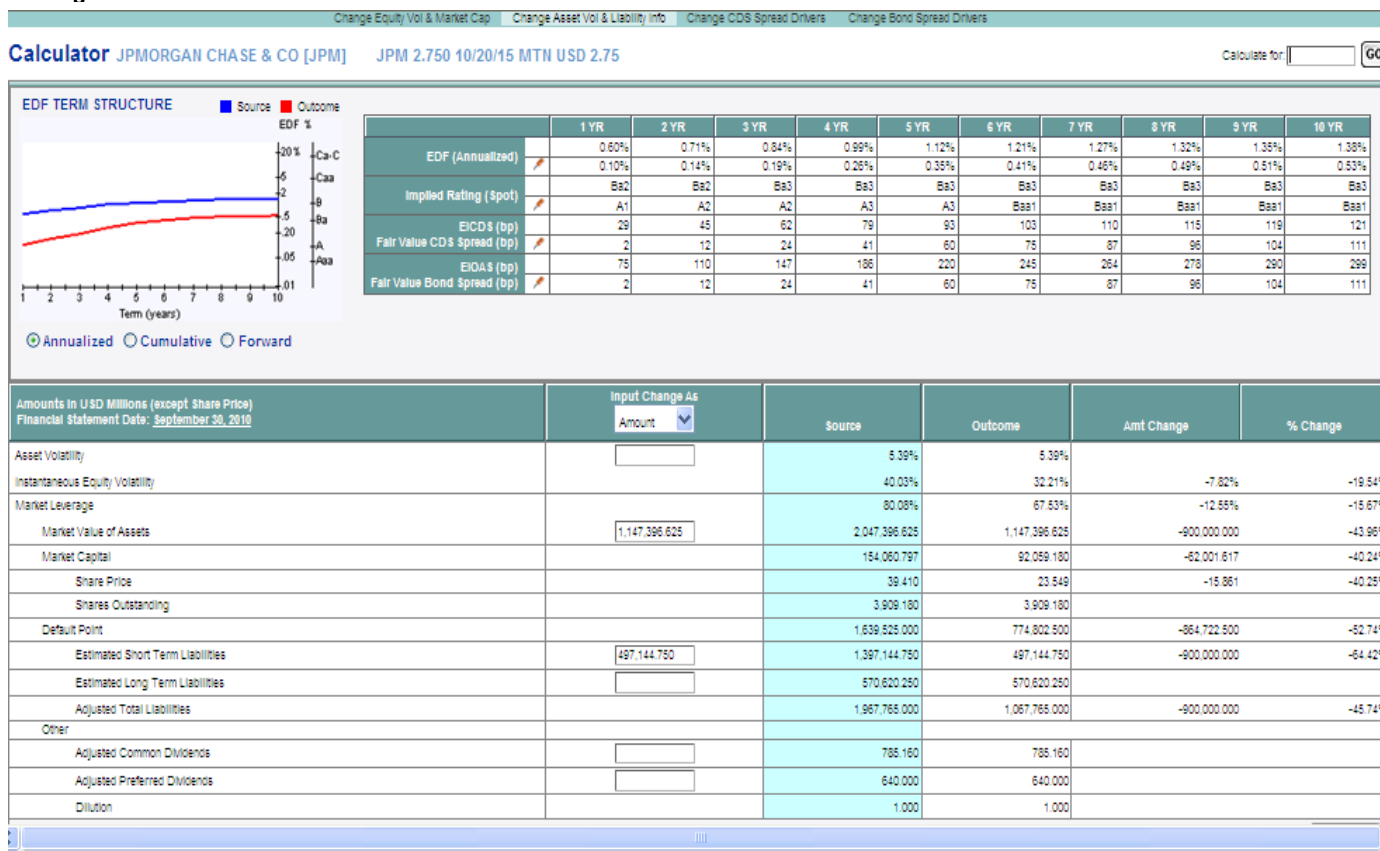 Change Equity Vol & Market Cap Change Asset Vol & Liability Info Change CDS Spread Drivers Change Bond Spread Drivers
Calculator JPMORGAN CHASE & CO [JPM] JPM 2.750 10/20/15 MTN USD 2.75 Calculate for: GO
EDF TERM STRUCTURE Source Outcome
EDF %
20% Ca-C
6 Caa
2 B
.5 Ba
.20 A
.05 Aaa
.01
1 2 3 4 5 6 7 8 9 10
Term (years)
Annualized Cumulative Forward
1 YR 2 YR 3 YR 4 YR 5 YR 6 YR 7 YR 8 YR 9 YR 10 YR
EDF (Annualized) 0.60% 0.71% 0.84% 0.99% 1.12% 1.21% 1.27% 1.32% 1.35% 1.38%
0.10% 0.14% 0.19% 0.26% 0.35% 0.41% 0.46% 0.49% 0.51% 0.53%
Implied Rating (Spot) Ba2 Ba2 Ba3 Ba3 Ba3 Ba3 Ba3 Ba3 Ba3 Ba3
A1 A2 A2 A3 A3 Baa1 Baa1 Baa1 Baa1 Baa1
EICDS (bp) 29 45 62 79 93 103 110 115 119 121
Fair Value CDS Spread (bp) 2 12 24 41 60 75 87 96 104 111
EIOAS (bp) 75 110 147 186 220 245 264 278 290 299
Fair Value Bond Spread (bp) 2 12 24 41 60 75 87 96 104 111
Amounts in USD Millions (except Share Price)
Financial Statement Date: September 30, 2010
Input Change As
Amount
Source Outcome Amt Change % Change
Asset Volatility 5.39% 5.39%
Instantaneous Equity Volatility 40.03% 32.21% -7.82% -19.54%
Market Leverage 80.08% 67.53% -12.55% -15.67%
Market Value of Assets 1,147,396.625 2,047,396.625 1,147,396.625 -900,000.000 -43.96%
Market Capital 154,060.797 92,059.180 -62,001.617 -40.24%
Share Price 39.410 23.549 -15.861 -40.25%
Shares Outstanding 3,909.180 3,909.180
Default Point 1,639,525.000 774,802.500 -864,722.500 -52.74%
Estimated Short Term Liabilities 497,144.750 1,397,144.750 497,144.750 -900,000.000 -64.42%
Estimated Long Term Liabilities 570,620.250 570,620.250
Adjusted Total Liabilities 1,967,765.000 1,067,765.000 -900,000.000 -45.74%
Other
Adjusted Common Dividends 785.160 785.160
Adjusted Preferred Dividends 640.000 640.000
Dilution 1.000 1.000